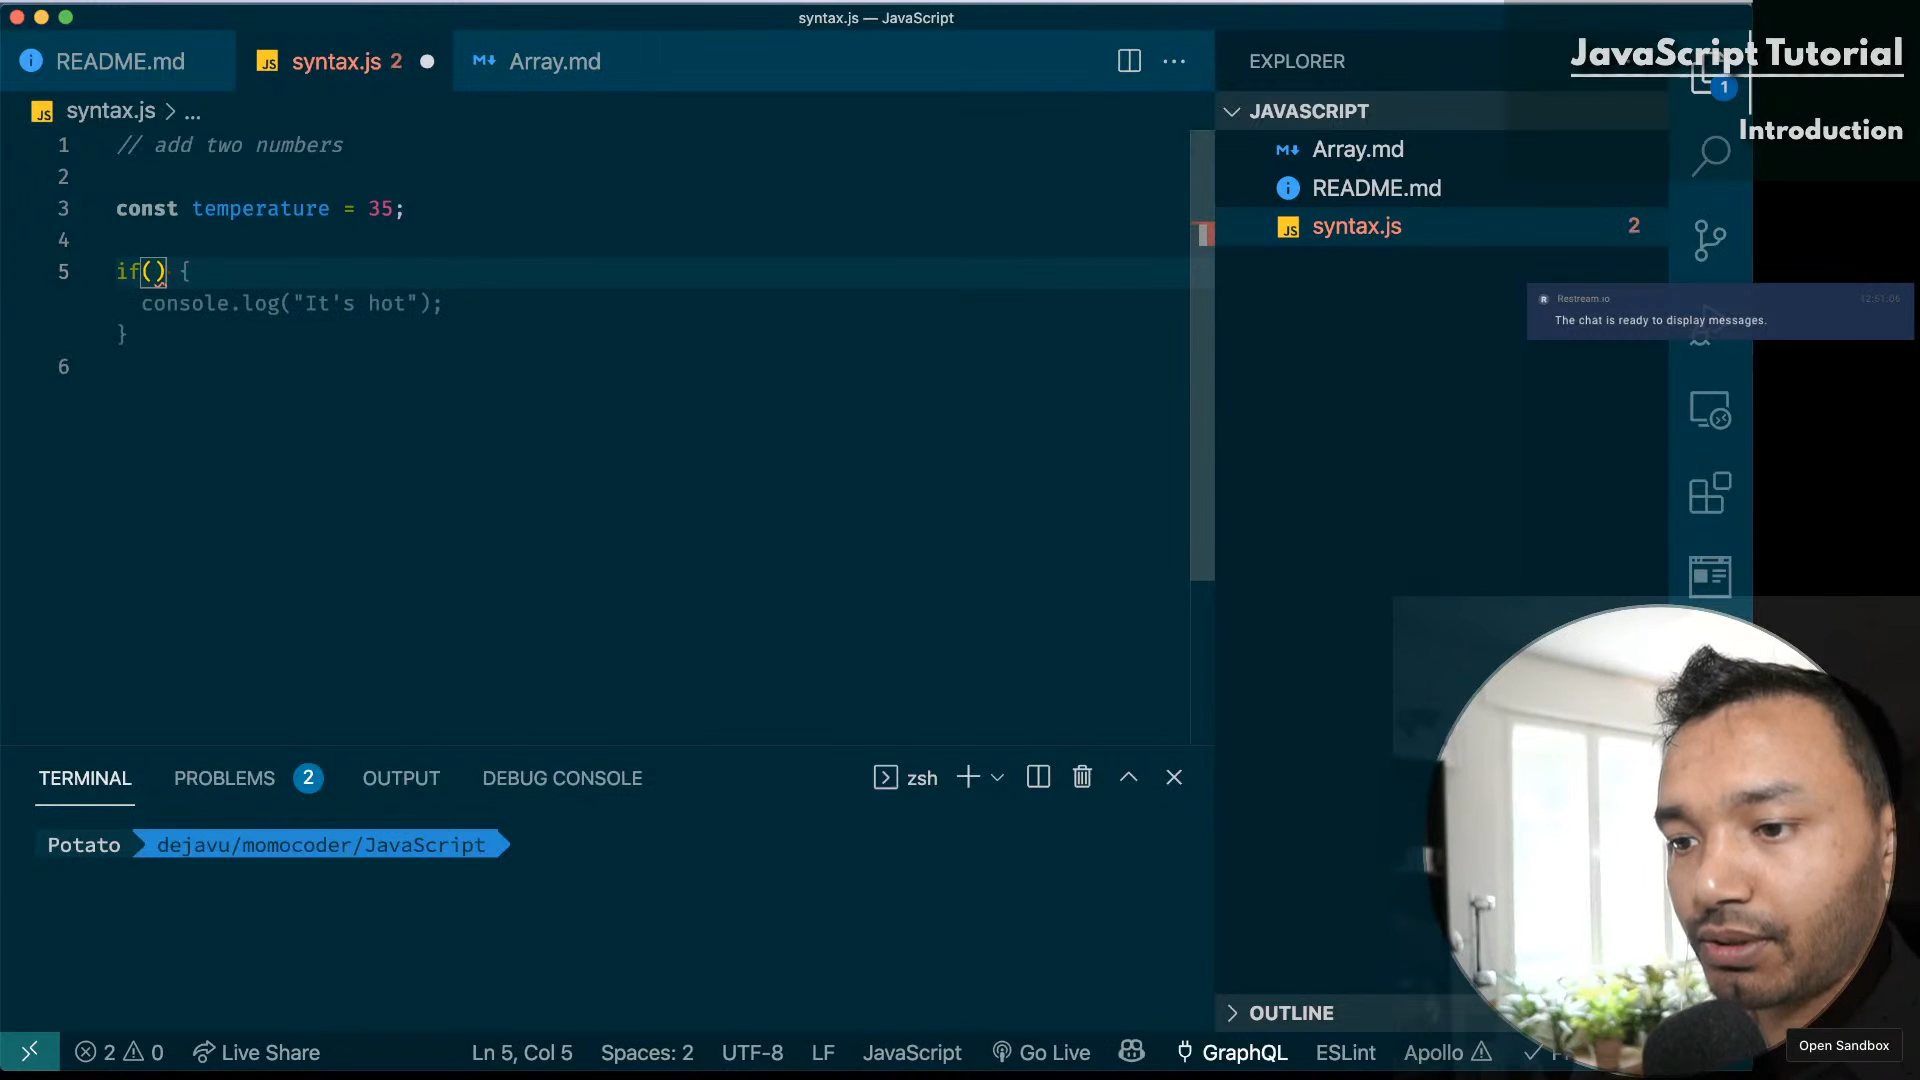 syntax.js — JavaScript
README.md
syntax.js 2
Array.md
EXPLORER
JavaScript Tutorial
Introduction
syntax.js > ...
1 // add two numbers
2
3 const temperature = 35;
4
5 if() {
console.log("It's hot");
}
6
JAVASCRIPT
Array.md
README.md
syntax.js 2
1
Restream.io 12:51:06
The chat is ready to display messages.
TERMINAL PROBLEMS 2 OUTPUT DEBUG CONSOLE zsh
Potato dejavu/momocoder/JavaScript
OUTLINE
2 0 Live Share Ln 5, Col 5 Spaces: 2 UTF-8 LF JavaScript Go Live GraphQL ESLint Apollo
Open Sandbox